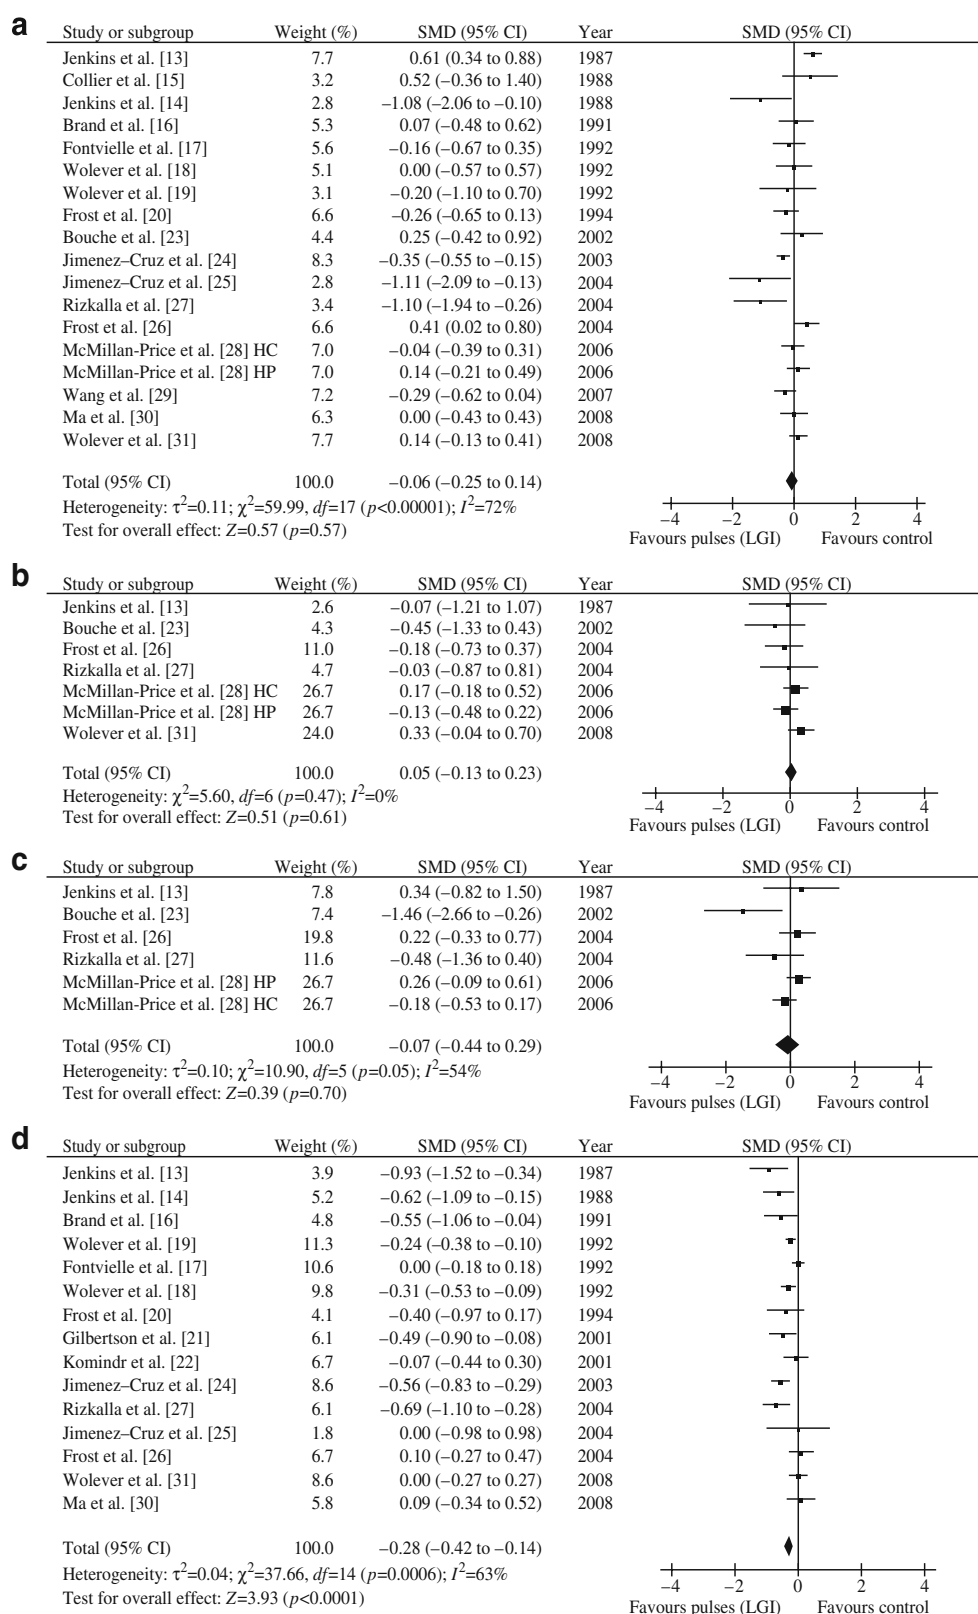 a
Study or subgroup Weight (%) SMD (95% CI) Year SMD (95% CI)
Jenkins et al. [13] 7.7 0.61 (0.34 to 0.88) 1987
Collier et al. [15] 3.2 0.52 (−0.36 to 1.40) 1988
Jenkins et al. [14] 2.8 −1.08 (−2.06 to −0.10) 1988
Brand et al. [16] 5.3 0.07 (−0.48 to 0.62) 1991
Fontvielle et al. [17] 5.6 −0.16 (−0.67 to 0.35) 1992
Wolever et al. [18] 5.1 0.00 (−0.57 to 0.57) 1992
Wolever et al. [19] 3.1 −0.20 (−1.10 to 0.70) 1992
Frost et al. [20] 6.6 −0.26 (−0.65 to 0.13) 1994
Bouche et al. [23] 4.4 0.25 (−0.42 to 0.92) 2002
Jimenez–Cruz et al. [24] 8.3 −0.35 (−0.55 to −0.15) 2003
Jimenez–Cruz et al. [25] 2.8 −1.11 (−2.09 to −0.13) 2004
Rizkalla et al. [27] 3.4 −1.10 (−1.94 to −0.26) 2004
Frost et al. [26] 6.6 0.41 (0.02 to 0.80) 2004
McMillan-Price et al. [28] HC 7.0 −0.04 (−0.39 to 0.31) 2006
McMillan-Price et al. [28] HP 7.0 0.14 (−0.21 to 0.49) 2006
Wang et al. [29] 7.2 −0.29 (−0.62 to 0.04) 2007
Ma et al. [30] 6.3 0.00 (−0.43 to 0.43) 2008
Wolever et al. [31] 7.7 0.14 (−0.13 to 0.41) 2008
Total (95% CI) 100.0 −0.06 (−0.25 to 0.14)
Heterogeneity: τ²=0.11; χ²=59.99, df=17 (p<0.00001); I²=72%
Test for overall effect: Z=0.57 (p=0.57)
−4 −2 0 2 4
Favours pulses (LGI) Favours control
b
Study or subgroup Weight (%) SMD (95% CI) Year SMD (95% CI)
Jenkins et al. [13] 2.6 −0.07 (−1.21 to 1.07) 1987
Bouche et al. [23] 4.3 −0.45 (−1.33 to 0.43) 2002
Frost et al. [26] 11.0 −0.18 (−0.73 to 0.37) 2004
Rizkalla et al. [27] 4.7 −0.03 (−0.87 to 0.81) 2004
McMillan-Price et al. [28] HC 26.7 0.17 (−0.18 to 0.52) 2006
McMillan-Price et al. [28] HP 26.7 −0.13 (−0.48 to 0.22) 2006
Wolever et al. [31] 24.0 0.33 (−0.04 to 0.70) 2008
Total (95% CI) 100.0 0.05 (−0.13 to 0.23)
Heterogeneity: χ²=5.60, df=6 (p=0.47); I²=0%
Test for overall effect: Z=0.51 (p=0.61)
−4 −2 0 2 4
Favours pulses (LGI) Favours control
c
Study or subgroup Weight (%) SMD (95% CI) Year SMD (95% CI)
Jenkins et al. [13] 7.8 0.34 (−0.82 to 1.50) 1987
Bouche et al. [23] 7.4 −1.46 (−2.66 to −0.26) 2002
Frost et al. [26] 19.8 0.22 (−0.33 to 0.77) 2004
Rizkalla et al. [27] 11.6 −0.48 (−1.36 to 0.40) 2004
McMillan-Price et al. [28] HP 26.7 0.26 (−0.09 to 0.61) 2006
McMillan-Price et al. [28] HC 26.7 −0.18 (−0.53 to 0.17) 2006
Total (95% CI) 100.0 −0.07 (−0.44 to 0.29)
Heterogeneity: τ²=0.10; χ²=10.90, df=5 (p=0.05); I²=54%
Test for overall effect: Z=0.39 (p=0.70)
−4 −2 0 2 4
Favours pulses (LGI) Favours control
d
Study or subgroup Weight (%) SMD (95% CI) Year SMD (95% CI)
Jenkins et al. [13] 3.9 −0.93 (−1.52 to −0.34) 1987
Jenkins et al. [14] 5.2 −0.62 (−1.09 to −0.15) 1988
Brand et al. [16] 4.8 −0.55 (−1.06 to −0.04) 1991
Wolever et al. [19] 11.3 −0.24 (−0.38 to −0.10) 1992
Fontvielle et al. [17] 10.6 0.00 (−0.18 to 0.18) 1992
Wolever et al. [18] 9.8 −0.31 (−0.53 to −0.09) 1992
Frost et al. [20] 4.1 −0.40 (−0.97 to 0.17) 1994
Gilbertson et al. [21] 6.1 −0.49 (−0.90 to −0.08) 2001
Komindr et al. [22] 6.7 −0.07 (−0.44 to 0.30) 2001
Jimenez–Cruz et al. [24] 8.6 −0.56 (−0.83 to −0.29) 2003
Rizkalla et al. [27] 6.1 −0.69 (−1.10 to −0.28) 2004
Jimenez–Cruz et al. [25] 1.8 0.00 (−0.98 to 0.98) 2004
Frost et al. [26] 6.7 0.10 (−0.27 to 0.47) 2004
Wolever et al. [31] 8.6 0.00 (−0.27 to 0.27) 2008
Ma et al. [30] 5.8 0.09 (−0.34 to 0.52) 2008
Total (95% CI) 100.0 −0.28 (−0.42 to −0.14)
Heterogeneity: τ²=0.04; χ²=37.66, df=14 (p=0.0006); I²=63%
Test for overall effect: Z=3.93 (p<0.0001)
−4 −2 0 2 4
Favours pulses (LGI) Favours control